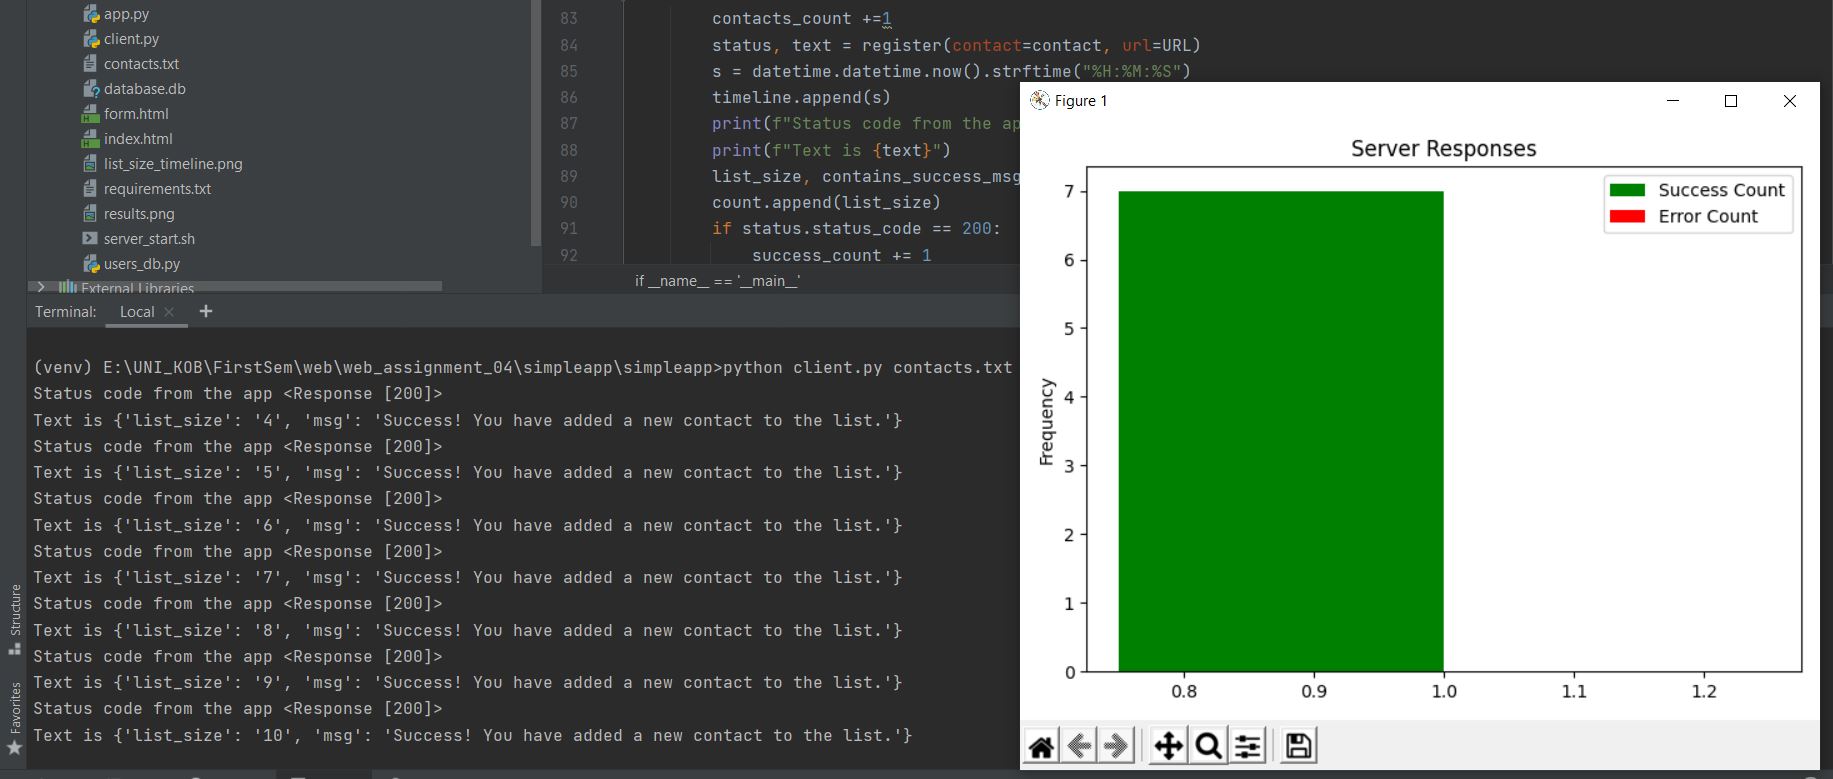 app.py
client.py
contacts.txt
database.db
form.html
index.html
list_size_timeline.png
requirements.txt
results.png
server_start.sh
users_db.py
External Libraries
83 contacts_count +=1
84 status, text = register(contact=contact, url=URL)
85 s = datetime.datetime.now().strftime("%H:%M:%S")
86 timeline.append(s)
87 print(f"Status code from the ap
88 print(f"Text is {text}")
89 list_size, contains_success_msg
90 count.append(list_size)
91 if status.status_code == 200:
92 success_count += 1
if __name__ == '__main__'
Terminal: Local
(venv) E:\UNI_KOB\FirstSem\web\web_assignment_04\simpleapp\simpleapp>python client.py contacts.txt
Status code from the app <Response [200]>
Text is {'list_size': '4', 'msg': 'Success! You have added a new contact to the list.'}
Status code from the app <Response [200]>
Text is {'list_size': '5', 'msg': 'Success! You have added a new contact to the list.'}
Status code from the app <Response [200]>
Text is {'list_size': '6', 'msg': 'Success! You have added a new contact to the list.'}
Status code from the app <Response [200]>
Text is {'list_size': '7', 'msg': 'Success! You have added a new contact to the list.'}
Status code from the app <Response [200]>
Text is {'list_size': '8', 'msg': 'Success! You have added a new contact to the list.'}
Status code from the app <Response [200]>
Text is {'list_size': '9', 'msg': 'Success! You have added a new contact to the list.'}
Status code from the app <Response [200]>
Text is {'list_size': '10', 'msg': 'Success! You have added a new contact to the list.'}
Structure
Favorites
Figure 1
Server Responses
Success Count
Error Count
Frequency
7
6
5
4
3
2
1
0
0.8 0.9 1.0 1.1 1.2